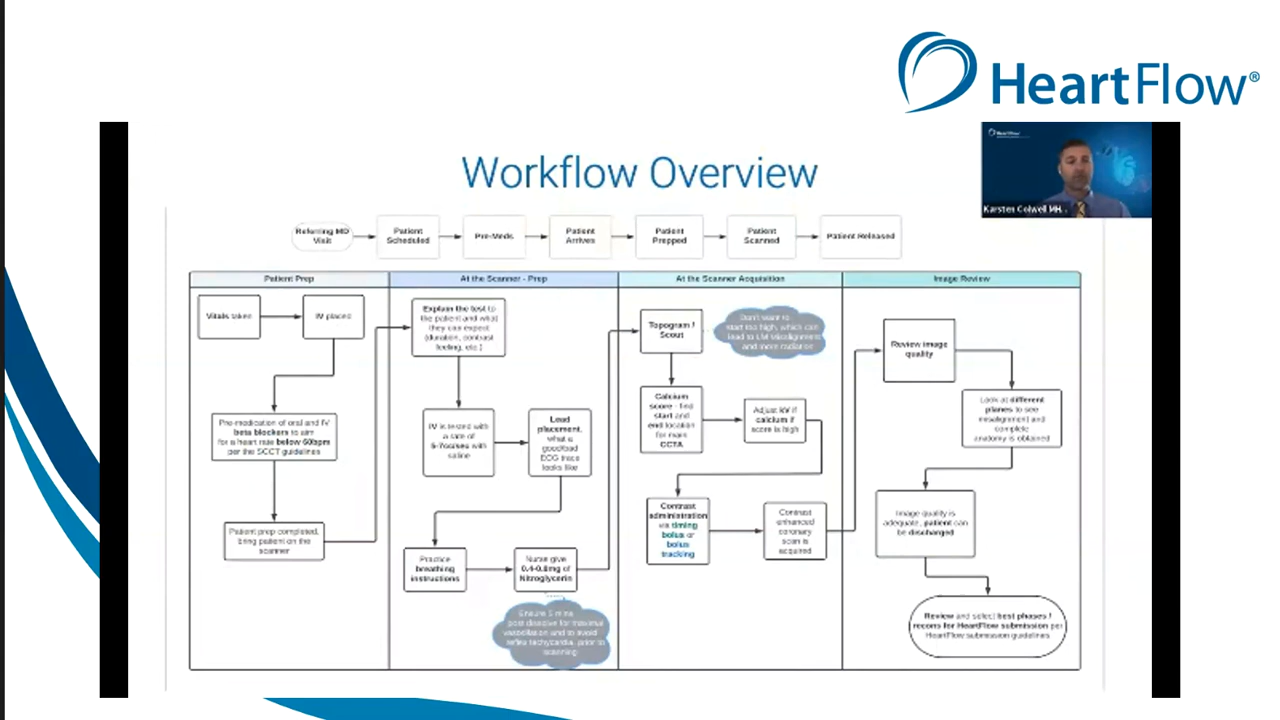 HeartFlow®
HeartFlow
Karsten Colwell MH...
Workflow Overview
Referring MD
Visit
Patient
Scheduled
Pre-Meds
Patient
Arrives
Patient
Prepped
Patient
Scanned
Patient Released
Patient Prep
At the Scanner - Prep
At the Scanner Acquisition
Image Review
Vitals taken
IV placed
Pre-medication of oral and IV
beta blockers to aim
for a heart rate below 60bpm
per the SCCT guidelines
Patient prep completed,
bring patient on the
scanner
Explain the test to
the patient and what
they can expect
(duration, contrast
feeling, etc.)
IV is tested with
a rate of
5-7cc/sec with
saline
Lead
placement,
what a
good/bad
ECG trace
looks like
Practice
breathing
instructions
Nurse give
0.4-0.8mg of
Nitroglycerin
Ensure 5 mins
post dissolve for maximal
vasodilation and to avoid
reflex tachycardia, prior to
scanning
Topogram /
Scout
Don't want to
start too high, which can
lead to LM Misalignment
and more radiation
Calcium
score - find
start and
end location
for main
CCTA
Adjust kV if
calcium if
score is high
Contrast
administration
via timing
bolus or
bolus
tracking
Contrast
enhanced
coronary
scan is
acquired
Review image
quality
Look at different
planes to see
misalignment and
complete
anatomy is obtained
Image quality is
adequate, patient can
be discharged
Review and select best phases /
recons for HeartFlow submission per
HeartFlow submission guidelines